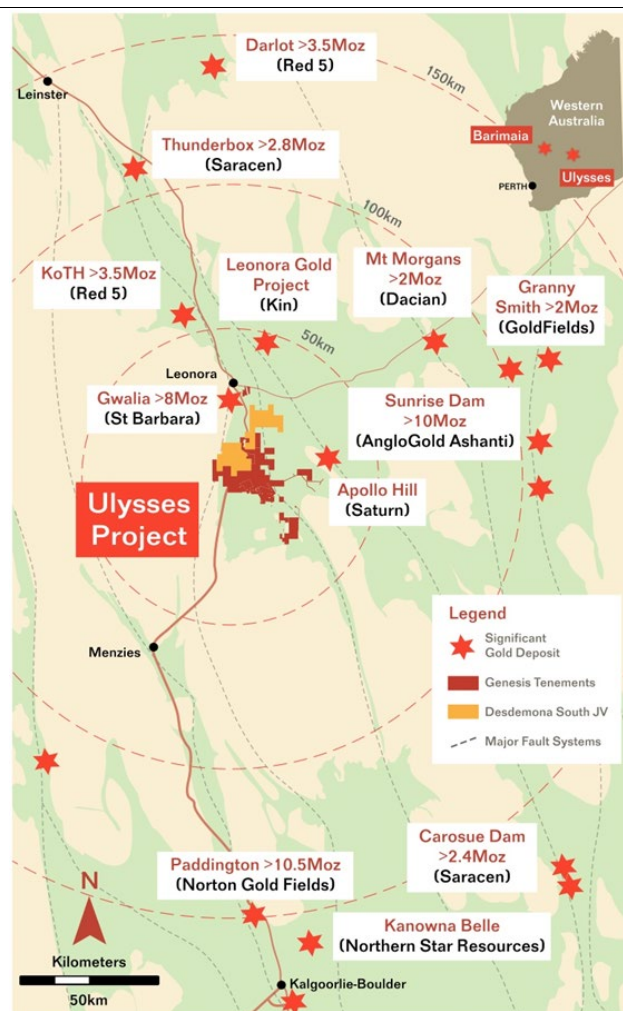 Darlot >3.5Moz
(Red 5)
150km
Leinster
Western
Australia
Barimaia
Ulysses
PERTH
Thunderbox >2.8Moz
(Saracen)
100km
KoTH >3.5Moz
(Red 5)
Leonora Gold
Project
(Kin)
Mt Morgans
>2Moz
(Dacian)
Granny
Smith >2Moz
(GoldFields)
50km
Leonora
Gwalia >8Moz
(St Barbara)
Sunrise Dam
>10Moz
(AngloGold Ashanti)
Apollo Hill
(Saturn)
Ulysses
Project
Menzies
Legend
Significant
Gold Deposit
Genesis Tenements
Desdemona South JV
Major Fault Systems
Carosue Dam
>2.4Moz
(Saracen)
Paddington >10.5Moz
(Norton Gold Fields)
Kanowna Belle
(Northern Star Resources)
N
Kilometers
50km
Kalgoorlie-Boulder